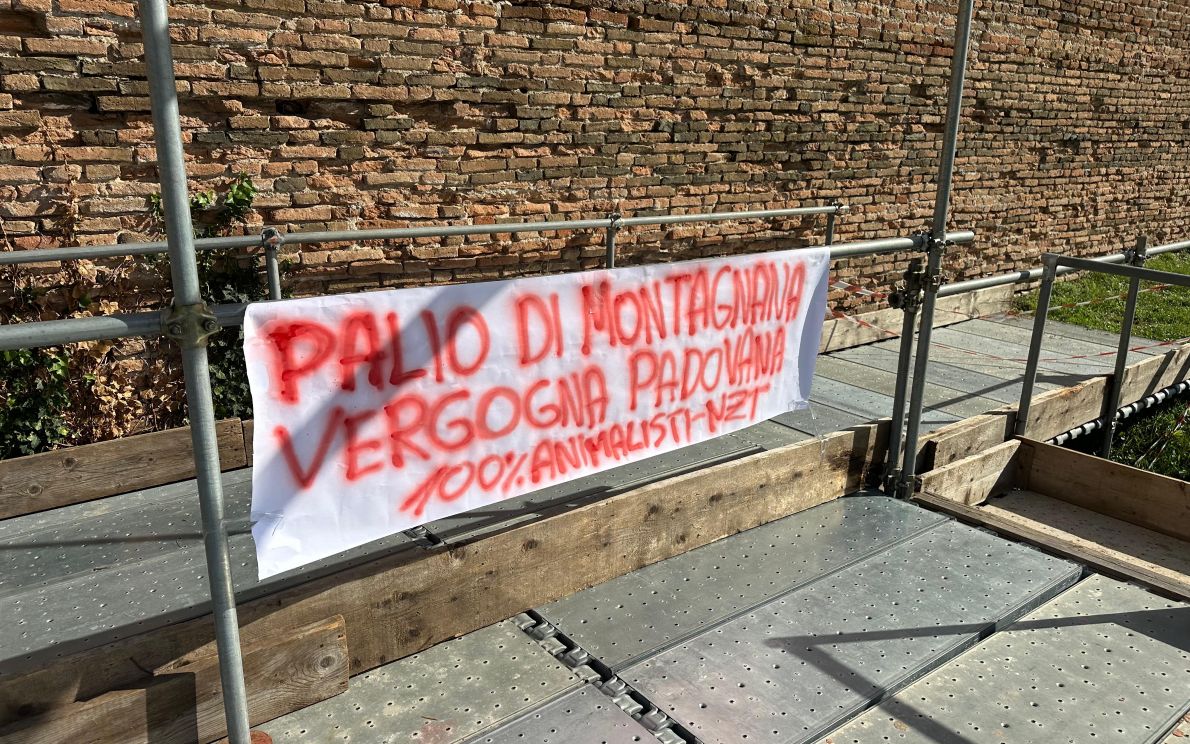 PALIO DI MONTAGNANA
VERGOGNA PADOVANA
100% ANIMALISTI-NZT